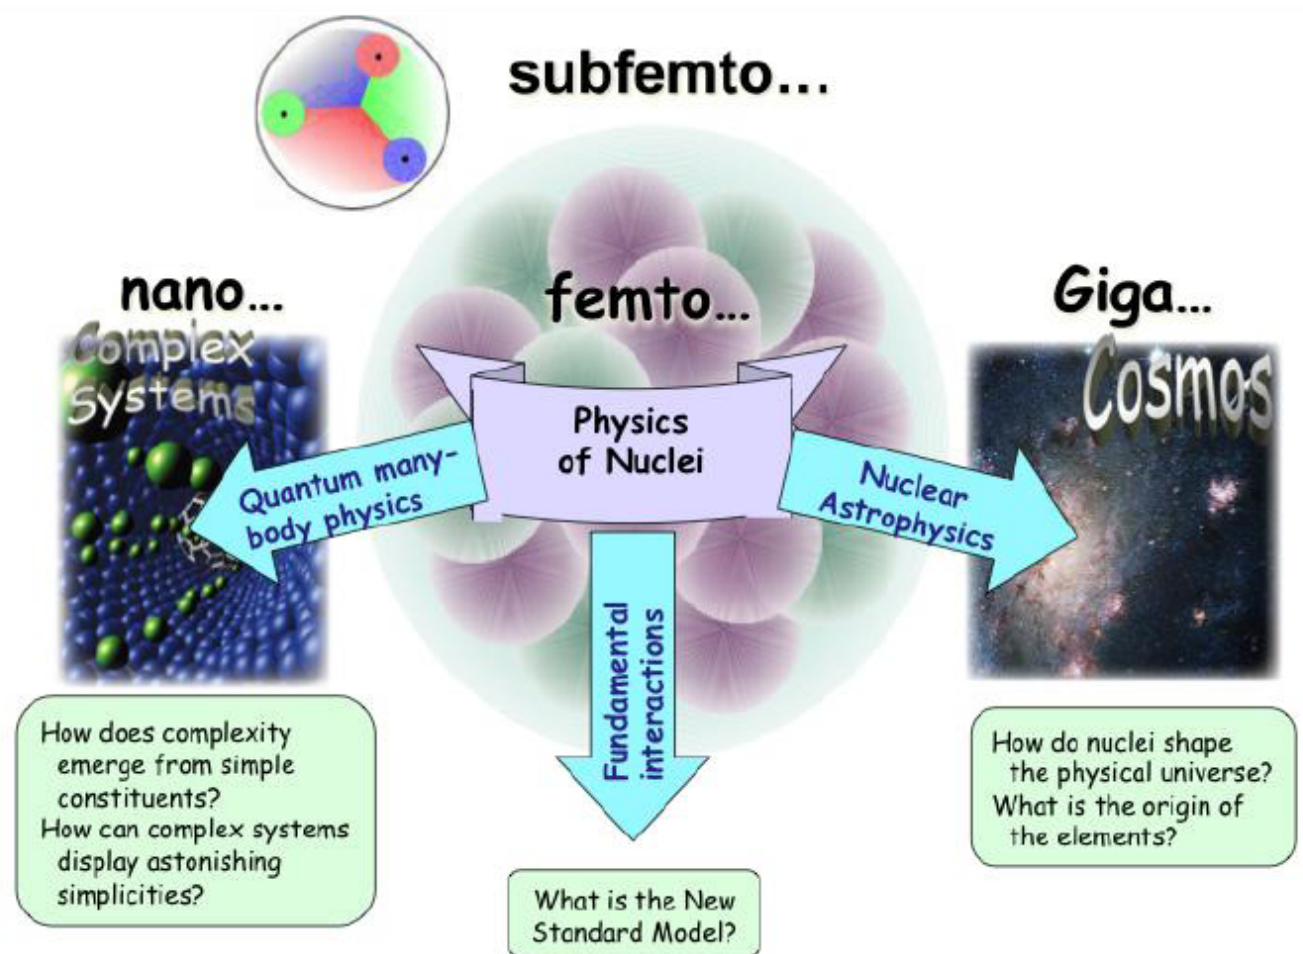 subfemto...
nano...
femto...
Giga...
Complex
Systems
Cosmos
Physics
of Nuclei
Quantum many-
body physics
Nuclear
Astrophysics
Fundamental
interactions
How does complexity
emerge from simple
constituents?
How can complex systems
display astonishing
simplicities?
How do nuclei shape
the physical universe?
What is the origin of
the elements?
What is the New
Standard Model?